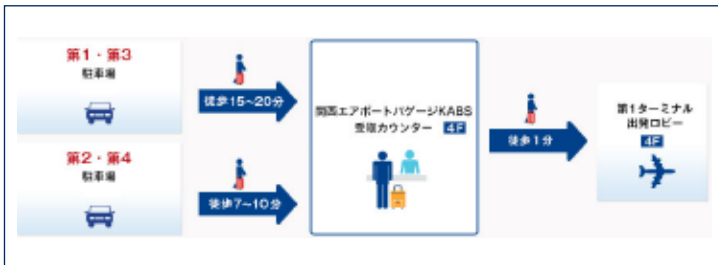 第1・第3
駐車場
徒歩15~20分
第2・第4
駐車場
徒歩7~10分
関西エアポートバゲージKABS
受取カウンター 4F
徒歩1分
第1ターミナル
出発ロビー
4F